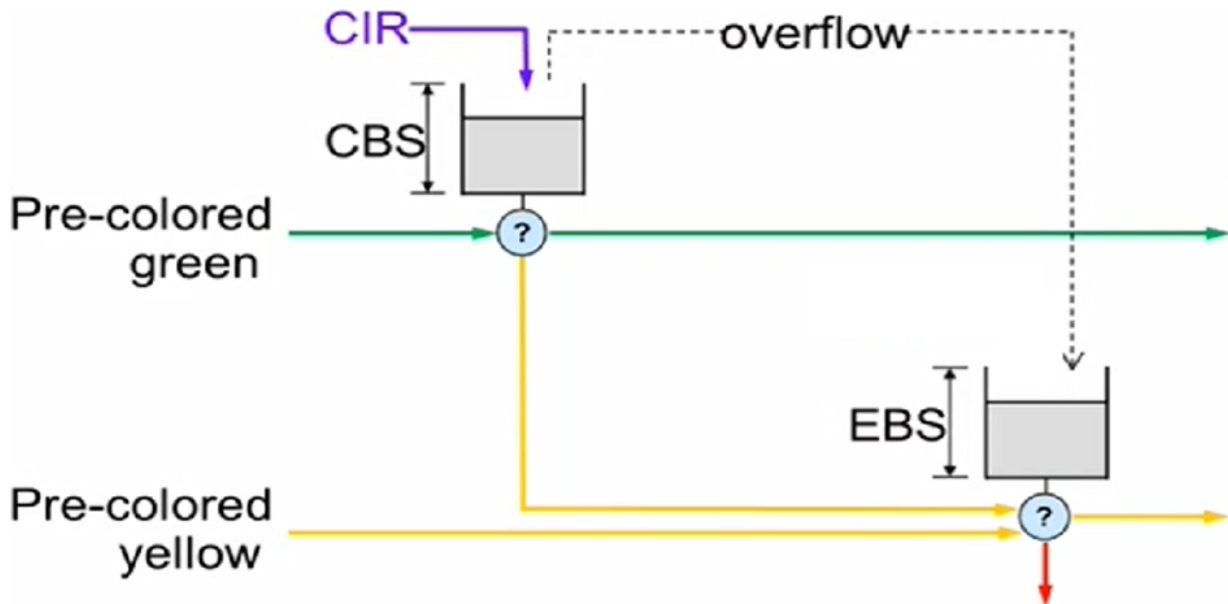 CIR
overflow
CBS
Pre-colored
green
?
EBS
Pre-colored
yellow
?